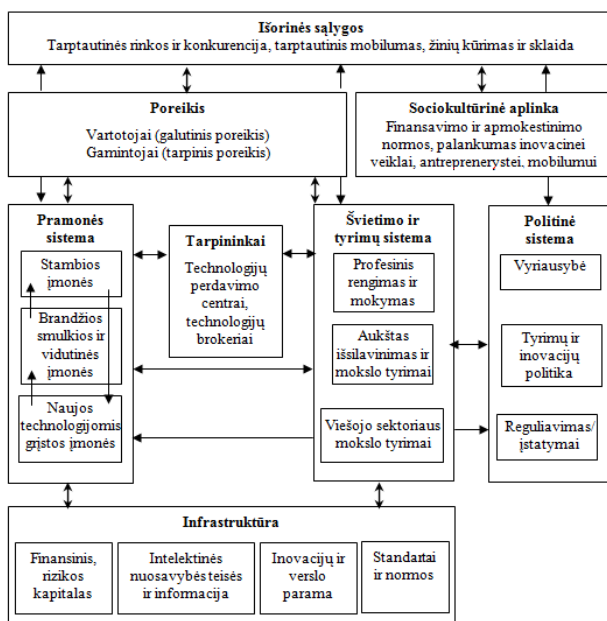 Išorinės sąlygos
Tarptautinės rinkos ir konkurencija, tarptautinis mobilumas, žinių kūrimas ir sklaida
Poreikis
Vartotojai (galutinis poreikis)
Gamintojai (tarpinis poreikis)
Sociokultūrinė aplinka
Finansavimo ir apmokestinimo
normos, palankumas inovacinei
veiklai, antreprenerystei, mobilumui
Pramonės
sistema
Stambios
įmonės
Brandžios
smulkios ir
vidutinės
įmonės
Naujos
technologijomis
grįstos įmonės
Tarpininkai
Technologijų
perdavimo
centrai,
technologijų
brokeriai
Švietimo ir
tyrimų sistema
Profesinis
rengimas ir
mokymas
Aukštas
išsilavinimas ir
mokslo tyrimai
Viešojo sektoriaus
mokslo tyrimai
Politinė
sistema
Vyriausybė
Tyrimų ir
inovacijų
politika
Reguliavimas/
įstatymai
Infrastruktūra
Finansinis,
rizikos
kapitalas
Intelektinės
nuosavybės teisės
ir informacija
Inovacijų ir
verslo
parama
Standartai
ir normos